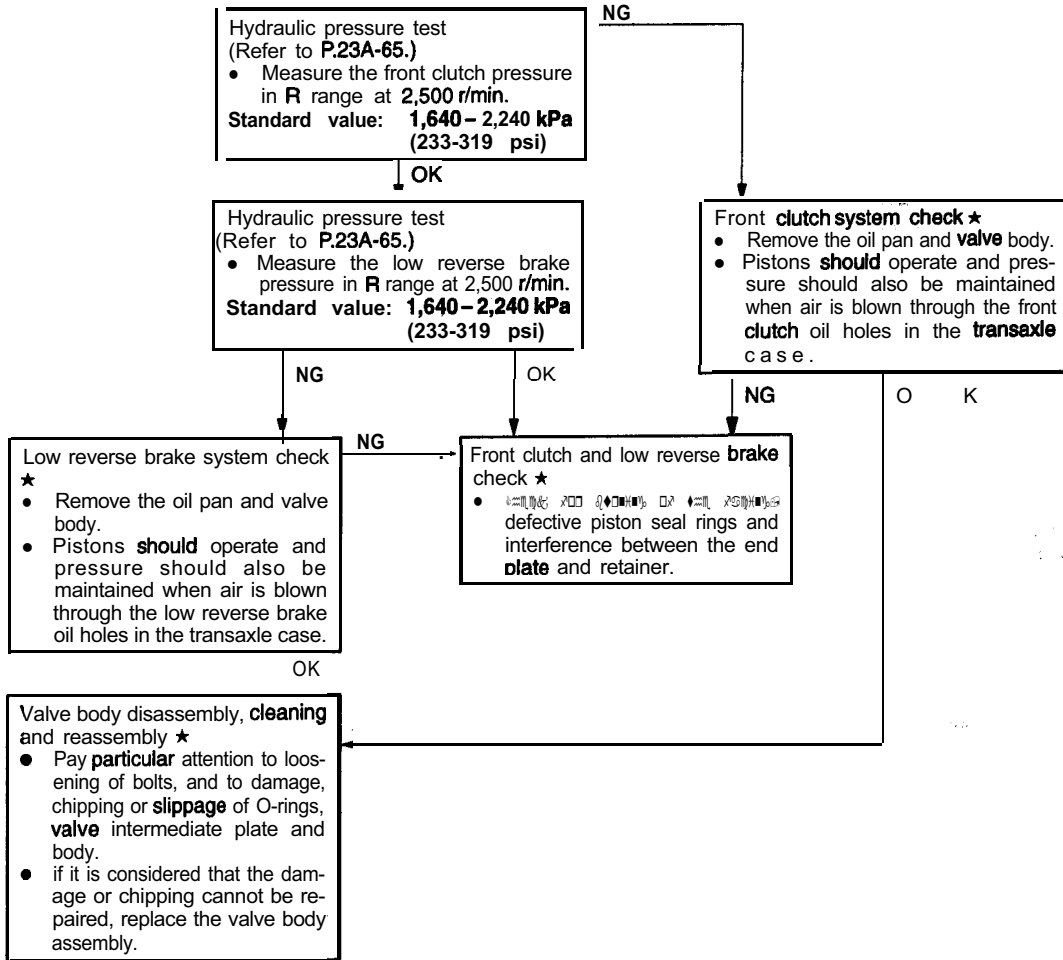 NG
Hydraulic pressure test
(Refer to P.23A-65.)
● Measure the front clutch pressure
in R range at 2,500 r/min.
Standard value: 1,640 – 2,240 kPa
(233-319 psi)
OK
Hydraulic pressure test
(Refer to P.23A-65.)
● Measure the low reverse brake
pressure in R range at 2,500 r/min.
Standard value: 1,640 – 2,240 kPa
(233-319 psi)
Front clutch system check ★
● Remove the oil pan and valve body.
● Pistons should operate and pres-
sure should also be maintained
when air is blown through the front
clutch oil holes in the transaxle
case.
NG
OK
NG
O K
Low reverse brake system check
★
● Remove the oil pan and valve
body.
● Pistons should operate and
pressure should also be
maintained when air is blown
through the low reverse brake
oil holes in the transaxle case.
NG
Front clutch and low reverse brake
check ★
●
defective piston seal rings and
interference between the end
plate and retainer.
OK
Valve body disassembly, cleaning
and reassembly ★
● Pay particular attention to loos-
ening of bolts, and to damage,
chipping or slippage of O-rings,
valve intermediate plate and
body.
● if it is considered that the dam-
age or chipping cannot be re-
paired, replace the valve body
assembly.